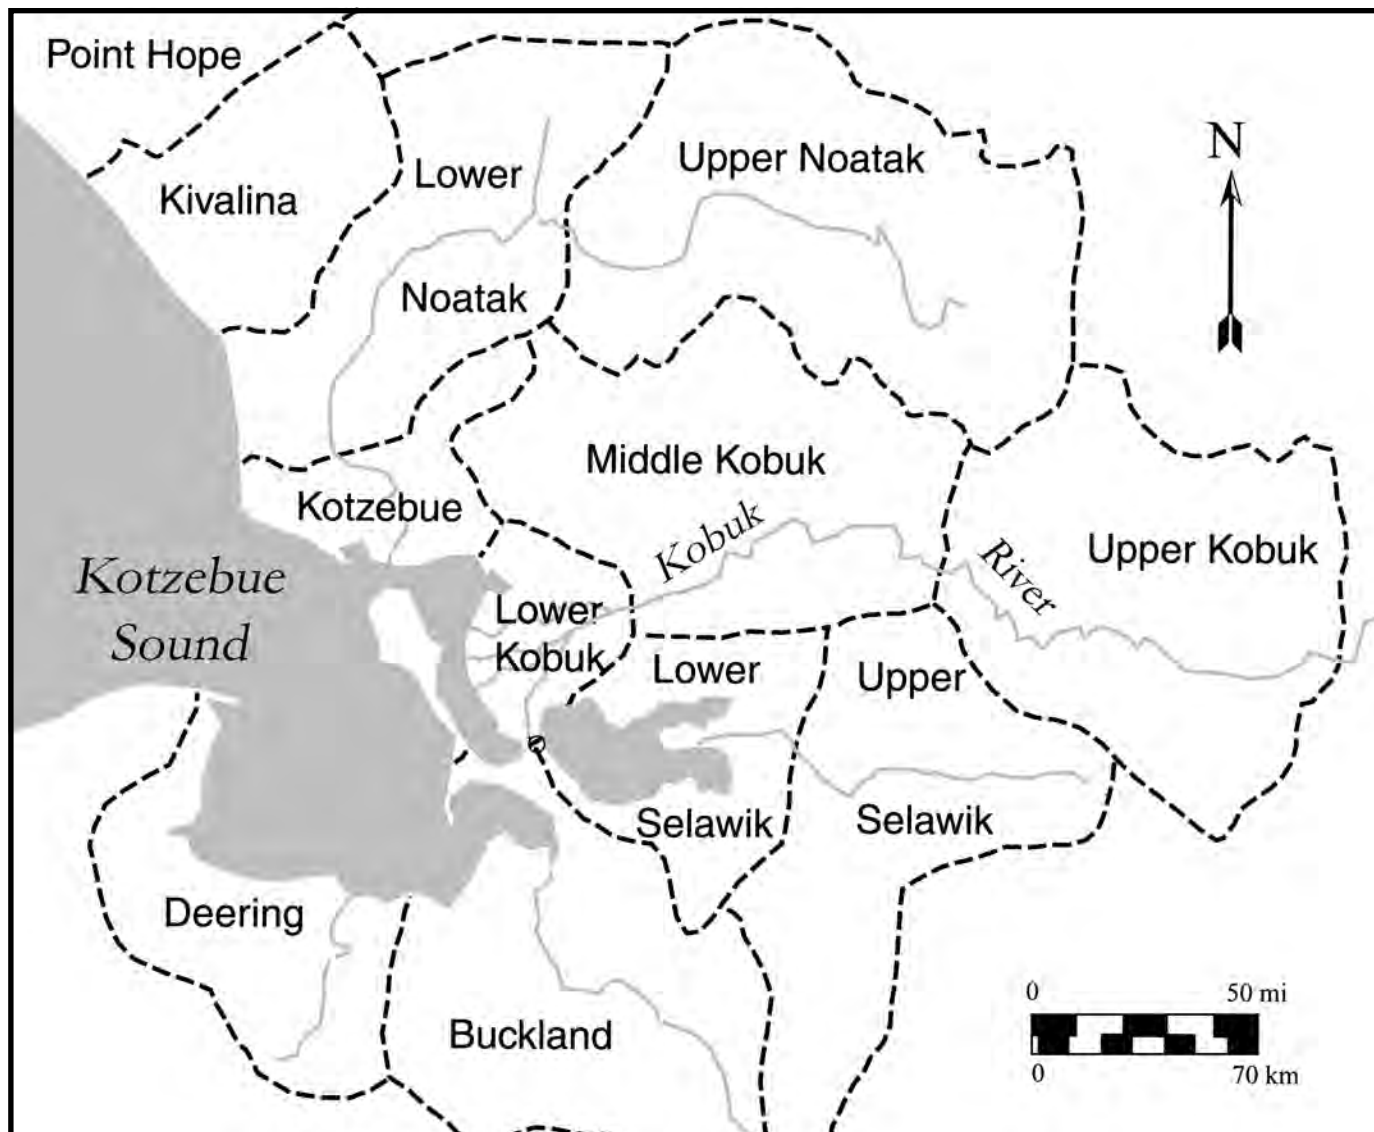 Point Hope
Kivalina
Lower
Noatak
Upper Noatak
N
Kotzebue
Middle Kobuk
Kobuk
River
Upper Kobuk
Kotzebue
Sound
Lower
Kobuk
Lower
Selawik
Upper
Selawik
Deering
Buckland
0 50 mi
0 70 km